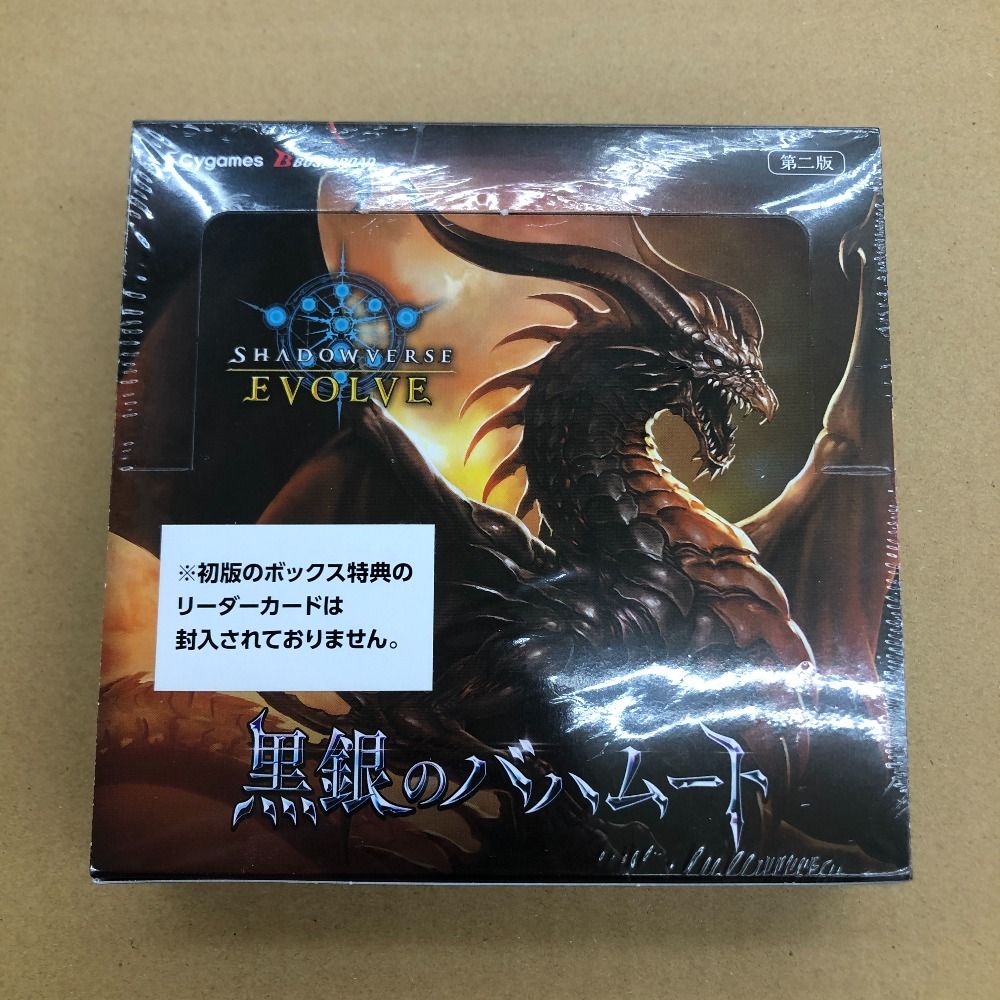 Cygames BUSHIROAD
第二版
SHADOWVERSE
EVOLVE
※初版のボックス特典の
リーダーカードは
封入されておりません。
黒銀のバハムート